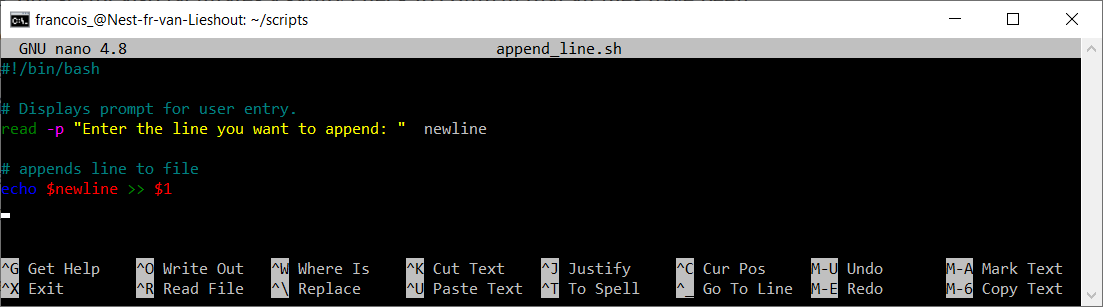 francois_@Nest-fr-van-Lieshout: ~/scripts
GNU nano 4.8 append_line.sh
#!/bin/bash
# Displays prompt for user entry.
read -p "Enter the line you want to append: "  newline
# appends line to file
echo $newline >> $1
^G Get Help ^O Write Out ^W Where Is ^K Cut Text ^J Justify ^C Cur Pos M-U Undo M-A Mark Text
^X Exit ^R Read File ^\ Replace ^U Paste Text ^T To Spell ^_ Go To Line M-E Redo M-6 Copy Text